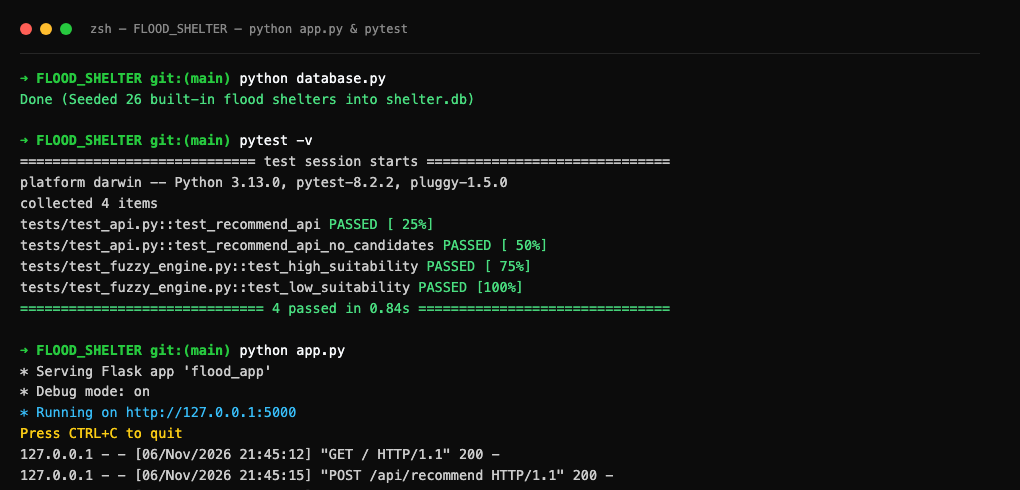 zsh — FLOOD_SHELTER — python app.py & pytest
→ FLOOD_SHELTER git:(main) python database.py
Done (Seeded 26 built-in flood shelters into shelter.db)
→ FLOOD_SHELTER git:(main) pytest -v
============================= test session starts ==============================
platform darwin -- Python 3.13.0, pytest-8.2.2, pluggy-1.5.0
collected 4 items
tests/test_api.py::test_recommend_api PASSED [ 25%]
tests/test_api.py::test_recommend_api_no_candidates PASSED [ 50%]
tests/test_fuzzy_engine.py::test_high_suitability PASSED [ 75%]
tests/test_fuzzy_engine.py::test_low_suitability PASSED [100%]
============================== 4 passed in 0.84s ===============================
→ FLOOD_SHELTER git:(main) python app.py
* Serving Flask app 'flood_app'
* Debug mode: on
* Running on http://127.0.0.1:5000
Press CTRL+C to quit
127.0.0.1 - - [06/Nov/2026 21:45:12] "GET / HTTP/1.1" 200 -
127.0.0.1 - - [06/Nov/2026 21:45:15] "POST /api/recommend HTTP/1.1" 200 -